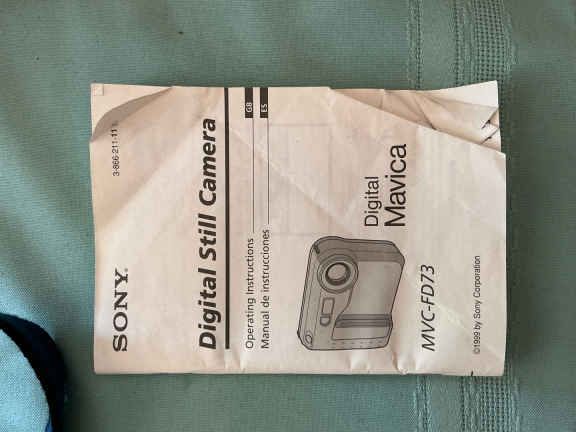 3-866-211-11
SONY.
Digital Still Camera
Operating Instructions GB
Manual de instrucciones ES
Digital
Mavica
MVC-FD73
©1999 by Sony Corporation